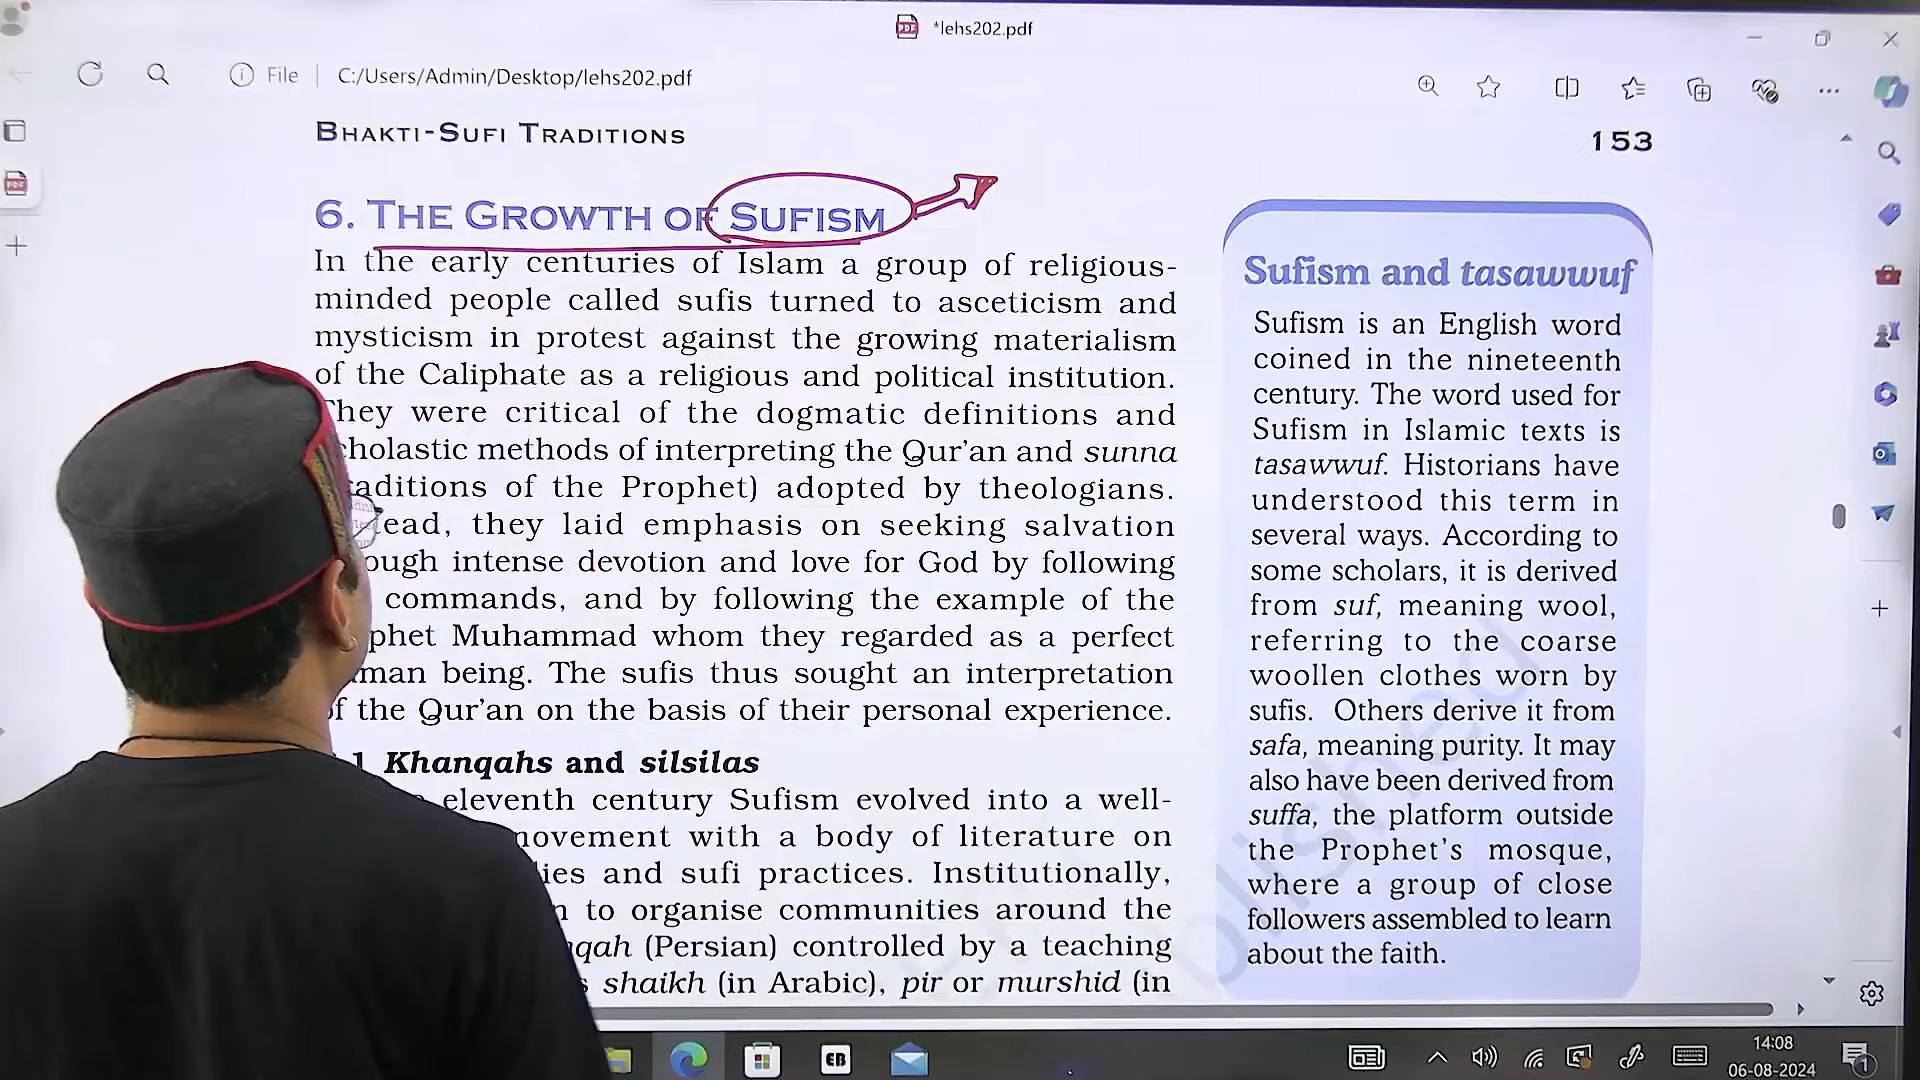 *lehs202.pdf
File
C:/Users/Admin/Desktop/lehs202.pdf
BHAKTI-SUFI TRADITIONS
153
6. THE GROWTH OF SUFISM
In the early centuries of Islam a group of religious-
minded people called sufis turned to asceticism and
mysticism in protest against the growing materialism
of the Caliphate as a religious and political institution.
They were critical of the dogmatic definitions and
scholastic methods of interpreting the Qur'an and sunna
traditions of the Prophet) adopted by theologians.
they laid emphasis on seeking salvation
intense devotion and love for God by following
commands, and by following the example of the
Muhammad whom they regarded as a perfect
being. The sufis thus sought an interpretation
of the Qur'an on the basis of their personal experience.
1 Khanqahs and silsilas
eleventh century Sufism evolved into a well-
movement with a body of literature on
and sufi practices. Institutionally,
to organise communities around the
(Persian) controlled by a teaching
shaikh (in Arabic), pir or murshid (in
Sufism and tasawwuf
Sufism is an English word
coined in the nineteenth
century. The word used for
Sufism in Islamic texts is
tasawwuf. Historians have
understood this term in
several ways. According to
some scholars, it is derived
from suf, meaning wool,
referring to the coarse
woollen clothes worn by
sufis. Others derive it from
safa, meaning purity. It may
also have been derived from
suffa, the platform outside
the Prophet's mosque,
where a group of close
followers assembled to learn
about the faith.
EB
14:08
06-08-2024
1